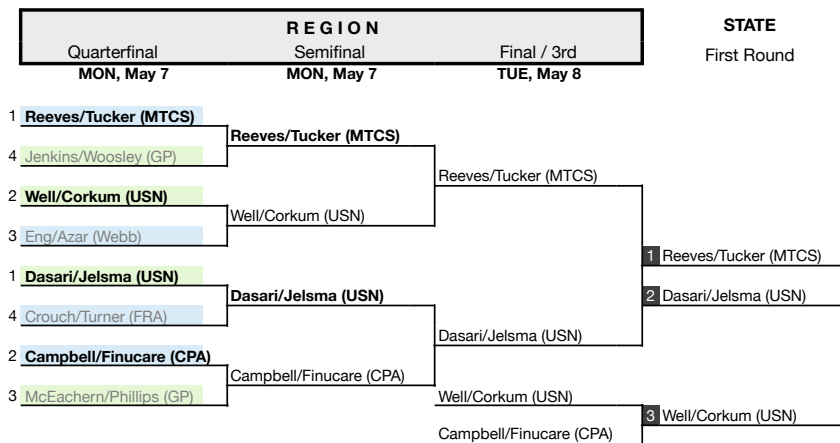 REGION
STATE
Quarterfinal Semifinal Final / 3rd
First Round
MON, May 7 MON, May 7 TUE, May 8
1 Reeves/Tucker (MTCS)
Reeves/Tucker (MTCS)
4 Jenkins/Woosley (GP)
Reeves/Tucker (MTCS)
2 Well/Corkum (USN)
Well/Corkum (USN)
3 Eng/Azar (Webb)
1 Reeves/Tucker (MTCS)
1 Dasari/Jelsma (USN)
Dasari/Jelsma (USN)
2 Dasari/Jelsma (USN)
4 Crouch/Turner (FRA)
Dasari/Jelsma (USN)
2 Campbell/Finucare (CPA)
Campbell/Finucare (CPA)
3 McEachern/Phillips (GP)
Well/Corkum (USN)
3 Well/Corkum (USN)
Campbell/Finucare (CPA)